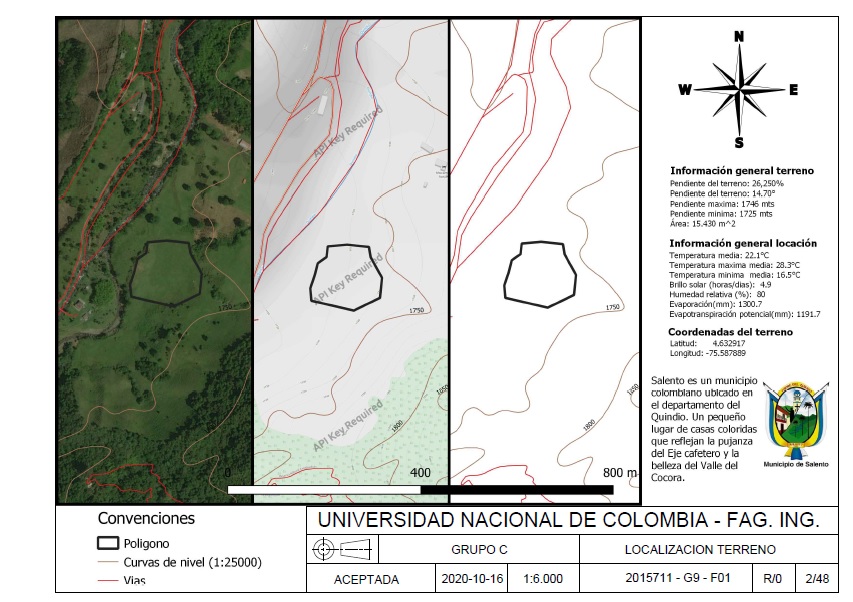 API Key Required
API Key Required
API Key Required
1750
1750
1750
1800
1800
1850
1850
0
400
800 m
N
W
E
S
Información general terreno
Pendiente del terreno: 26,250%
Pendiente del terreno: 14.70°
Pendiente maxima: 1746 mts
Pendiente minima: 1725 mts
Área: 15.430 m^2
Información general locación
Temperatura media: 22.1°C
Temperatura maxima media: 28.3°C
Temperatura minima media: 16.5°C
Brillo solar (horas/dias): 4.9
Humedad relativa (%): 80
Evaporación(mm): 1300.7
Evapotranspiración potencial(mm): 1191.7
Coordenadas del terreno
Latitud: 4.632917
Longitud: -75.587889
Salento es un municipio
colombiano ubicado en
el departamento del
Quindío. Un pequeño
lugar de casas coloridas
que reflejan la pujanza
del Eje cafetero y la
belleza del Valle del
Cocora.
Municipio de Salento
Convenciones
Poligono
Curvas de nivel (1:25000)
Vias
UNIVERSIDAD NACIONAL DE COLOMBIA - FAG. ING.
GRUPO C
LOCALIZACION TERRENO
ACEPTADA
2020-10-16
1:6.000
2015711 - G9 - F01
R/0
2/48